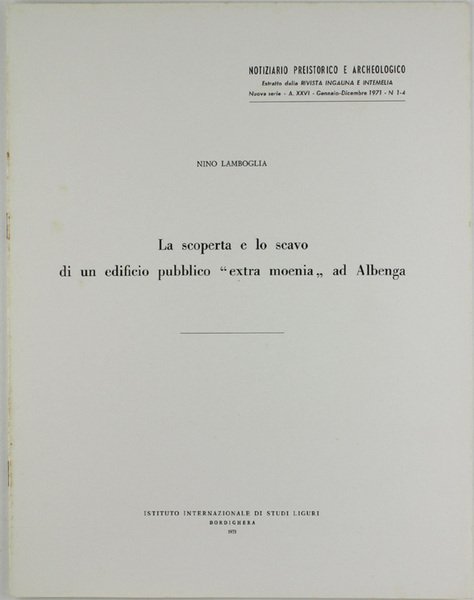 NOTIZIARIO PREISTORICO E ARCHEOLOGICO
Estratto dalla RIVISTA INGAUNA E INTEMELIA
Nuova serie - A. XXVI - Gennaio-Dicembre 1971 - N 1-4
NINO LAMBOGLIA
La scoperta e lo scavo
di un edificio pubblico “extra moenia„ ad Albenga
ISTITUTO INTERNAZIONALE DI STUDI LIGURI
BORDIGHERA